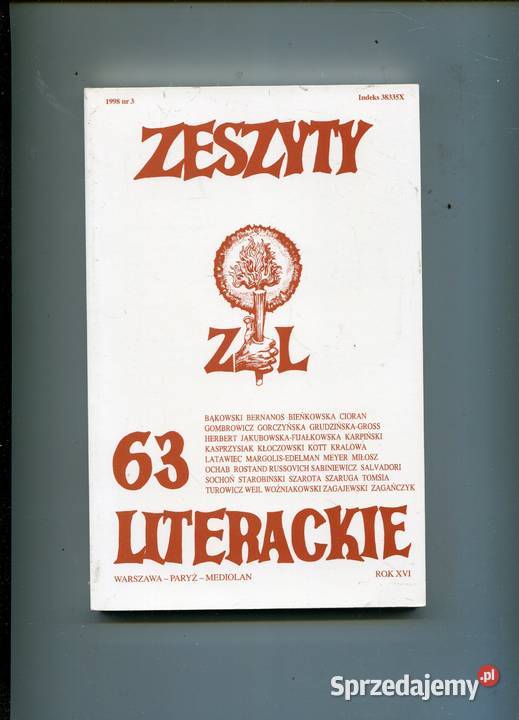 1998 nr 3 Indeks 38335X
ZESZYTY
Z L
63
BĄKOWSKI BERNANOS BIEŃKOWSKA CIORAN
GOMBROWICZ GORCZYŃSKA GRUDZIŃSKA-GROSS
HERBERT JAKUBOWSKA-FIJAŁKOWSKA KARPIŃSKI
KASPRZYSIAK KŁOCZOWSKI KOTT KRALOWA
LATAWIEC MARGOLIS-EDELMAN MEYER MIŁOSZ
OCHAB ROSTAND RUSSOVICH SABINIEWICZ SALVADORI
SOCHOŃ STAROBINSKI SZAROTA SZARUGA TOMSIA
TUROWICZ WEIL WOŹNIAKOWSKI ZAGAJEWSKI ZAGAŃCZYK
LITERACKIE
WARSZAWA – PARYŻ – MEDIOLAN ROK XVI
Sprzedajemy.pl